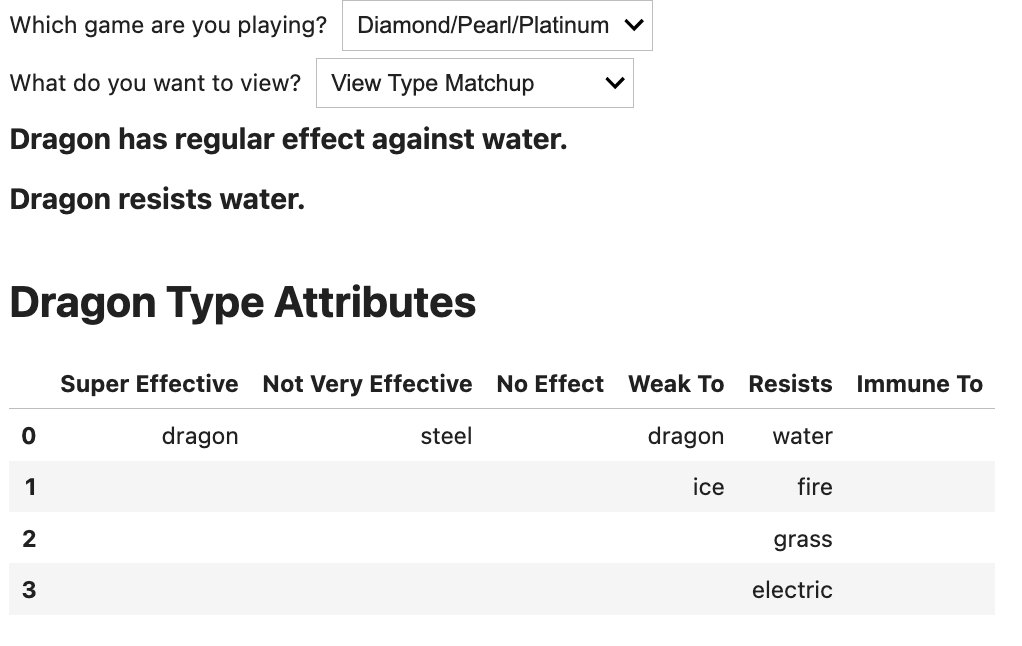 Which game are you playing? Diamond/Pearl/Platinum
What do you want to view? View Type Matchup
Dragon has regular effect against water.
Dragon resists water.
Dragon Type Attributes
Super Effective Not Very Effective No Effect Weak To Resists Immune To
0 dragon steel dragon water
1 ice fire
2 grass
3 electric